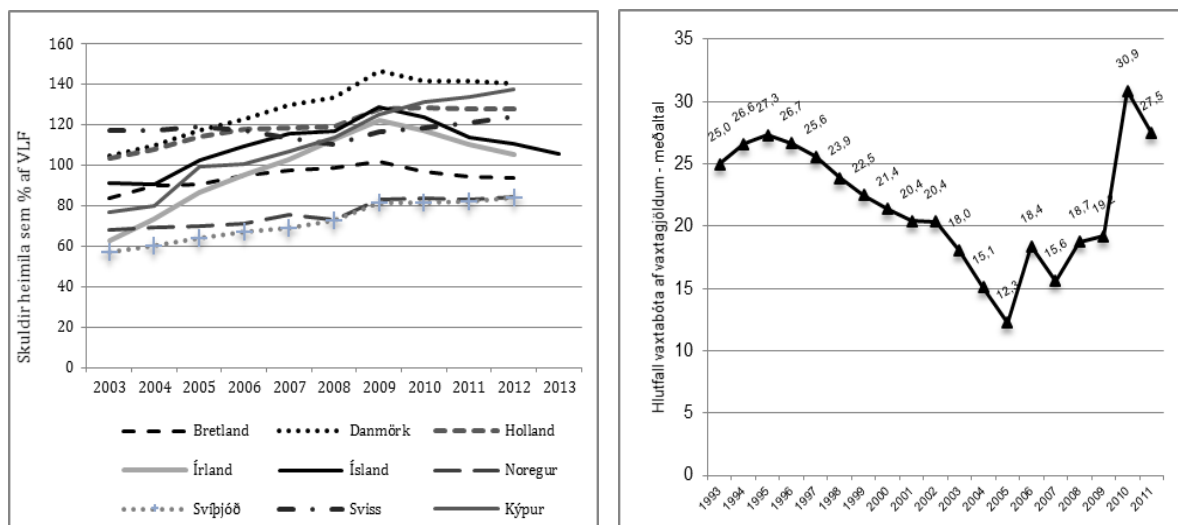 Skuldir heimila sem % af VLF
160
140
120
100
80
60
40
20
0
2003 2004 2005 2006 2007 2008 2009 2010 2011 2012 2013
Bretland Danmörk Holland
Írland Ísland Noregur
Svíþjóð Sviss Kýpur
Hlutfall vaxtabóta af vaxtagjöldum - meðaltal
35
30
25
20
15
10
5
0
25,0 26,6 27,3 26,7 25,6 23,9 22,5 21,4 20,4 20,4 18,0 15,1 12,3 18,4 15,6 18,7 19,2 30,9 27,5
1993 1994 1995 1996 1997 1998 1999 2000 2001 2002 2003 2004 2005 2006 2007 2008 2009 2010 2011